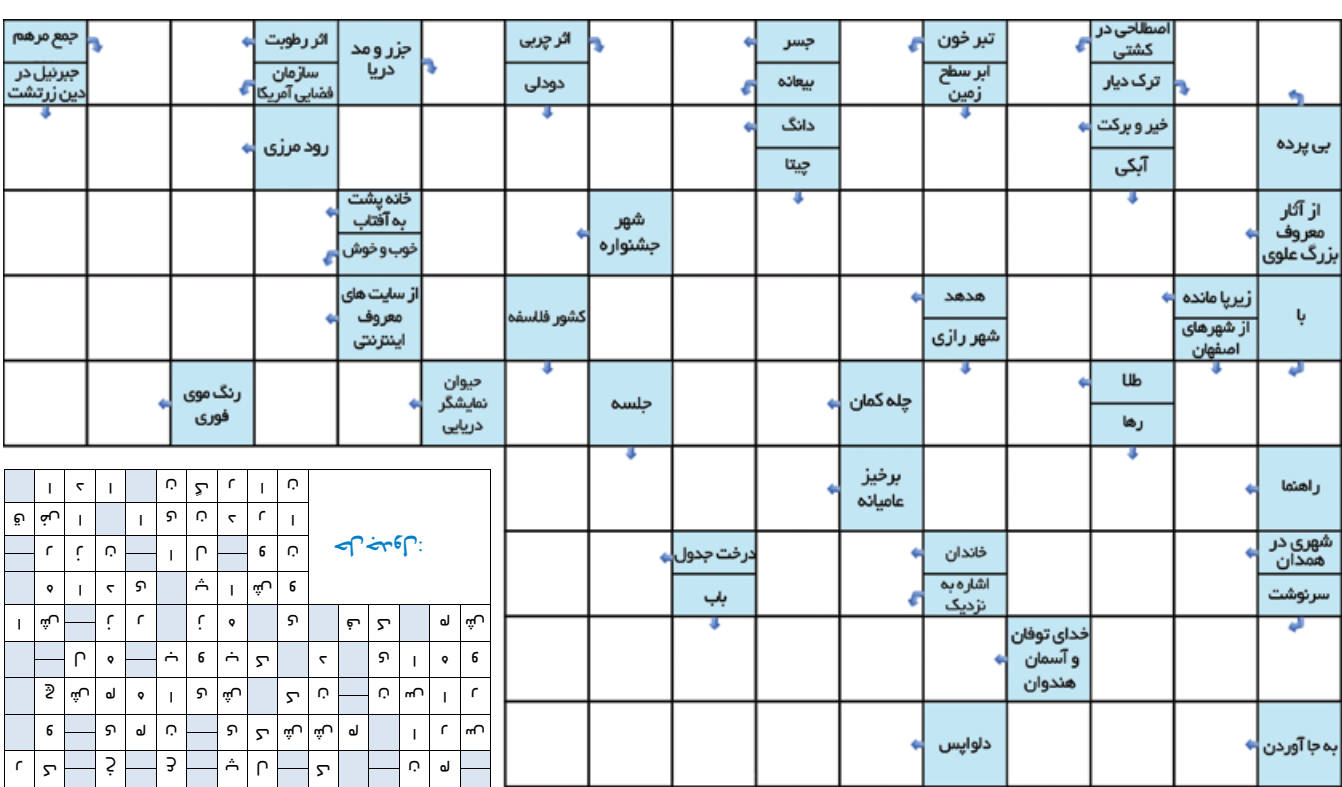 اصطلاحی در
کشتی
ترک دیار
تبر خون
ابر سطح
زمین
جسر
بیعانه
اثر چربی
دودلی
جزر و مد
دریا
اثر رطوبت
سازمان
فضایی آمریکا
جمع مرهم
جبرئیل در
دین زرتشت
بی پرده
خیر و برکت
آبکی
دانگ
چیتا
رود مرزی
از آثار
معروف
بزرگ علوی
شهر
جشنواره
خانه پشت
به آفتاب
خوب و خوش
با
زیرپا مانده
از شهرهای
اصفهان
هدهد
شهر رازی
کشور فلاسفه
از سایت های
معروف
اینترنتی
طلا
رها
چله کمان
جلسه
حیوان
نمایشگر
دریایی
رنگ موی
فوری
راهنما
برخیز
عامیانه
شهری در
همدان
سرنوشت
خاندان
اشاره به
نزدیک
درخت جدول
باب
خدای توفان
و آسمان
هندوان
به جا آوردن
دلواپس
حل جدول:
ر ک خ ع پ ل ک ن م
و ی م ن ی ک ش ش م ا ر س
چ ش م ه ا ی ش ک ن ن س ا ر
ل ه ب و پ ک د ی ا ه و
ا ش ز ر ز ه ی ف ک م ش
ه ا د ی پ ا ش و
ر ز ن ا ل و ن
ق ض ا ا ی ن د ر ا
ا د ا ن گ ر ا ن